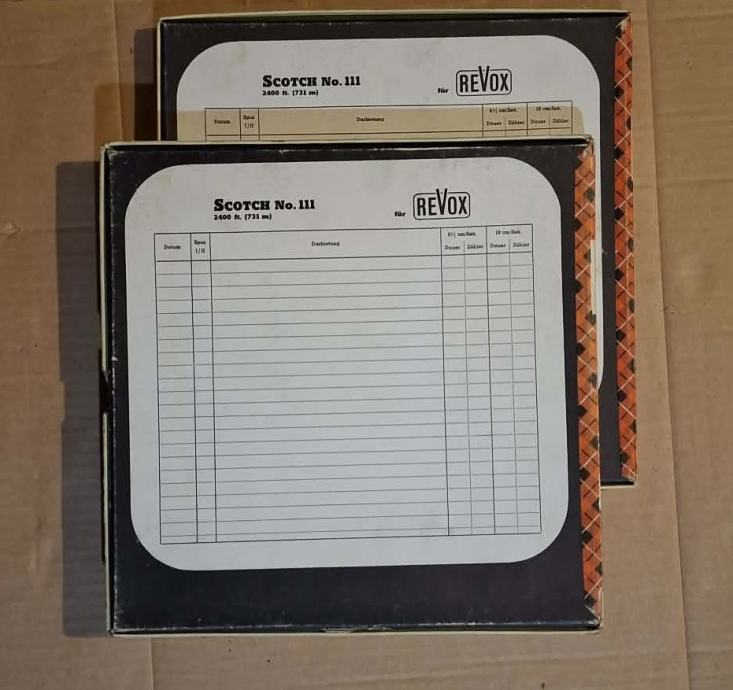 SCOTCH No. 111
2400 ft. (731 m)
für REVOX
Datum Spur I/II Darbietung 9½ cm/Sek. 19 cm/Sek.
Dauer Zähler Dauer Zähler
SCOTCH No. 111
2400 ft. (731 m)
für REVOX
Datum Spur I/II Darbietung 9½ cm/Sek. 19 cm/Sek.
Dauer Zähler Dauer Zähler